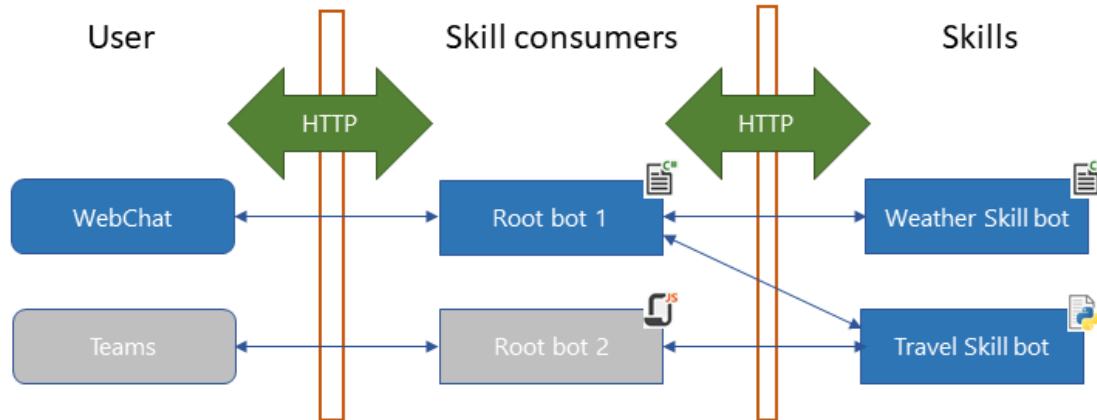 User
Skill consumers
Skills
HTTP
HTTP
WebChat
Root bot 1
C#
Weather Skill bot
C
Teams
Root bot 2
JS
Travel Skill bot